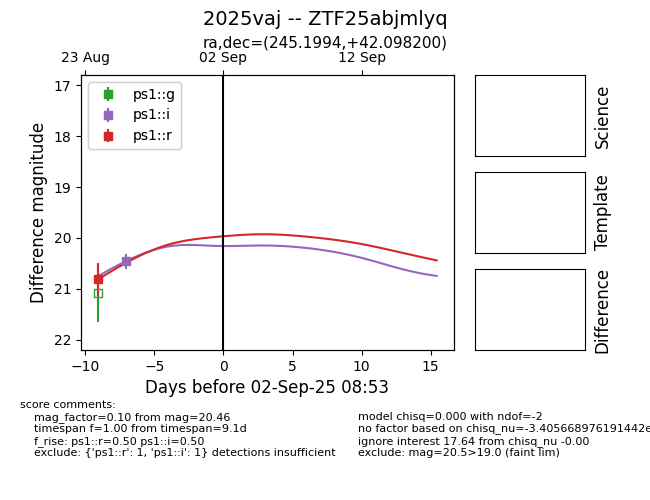 2025vaj -- ZTF25abjmlyq
ra,dec=(245.1994,+42.098200)
23 Aug
02 Sep
12 Sep
17
18
19
20
21
22
Difference magnitude
ps1::g
ps1::i
ps1::r
−10
−5
0
5
10
15
Days before 02-Sep-25 08:53
Science
Template
Difference
score comments:
mag_factor=0.10 from mag=20.46
timespan f=1.00 from timespan=9.1d
f_rise: ps1::r=0.50 ps1::i=0.50
exclude: {'ps1::r': 1, 'ps1::i': 1} detections insufficient
model chisq=0.000 with ndof=-2
no factor based on chisq_nu=-3.405668976191442e
ignore interest 17.64 from chisq_nu -0.00
exclude: mag=20.5>19.0 (faint lim)